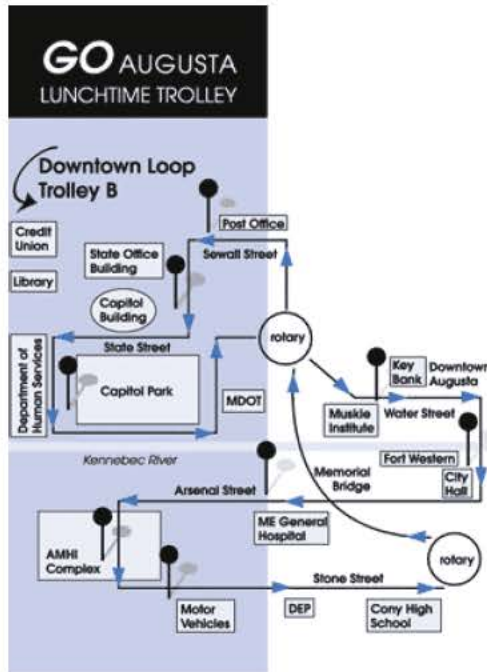 GO AUGUSTA
LUNCHTIME TROLLEY
Downtown Loop
Trolley B
Post Office
Credit
Union
State Office
Building
Sewall Street
Library
Capitol
Building
rotary
State Street
Key
Bank
Downtown
Augusta
Department of
Human Services
Capitol Park
MDOT
Muskie
Institute
Water Street
Kennebec River
Memorial
Bridge
Fort Western
City
Hall
Arsenal Street
ME General
Hospital
AMHI
Complex
rotary
Stone Street
Motor
Vehicles
DEP
Cony High
School